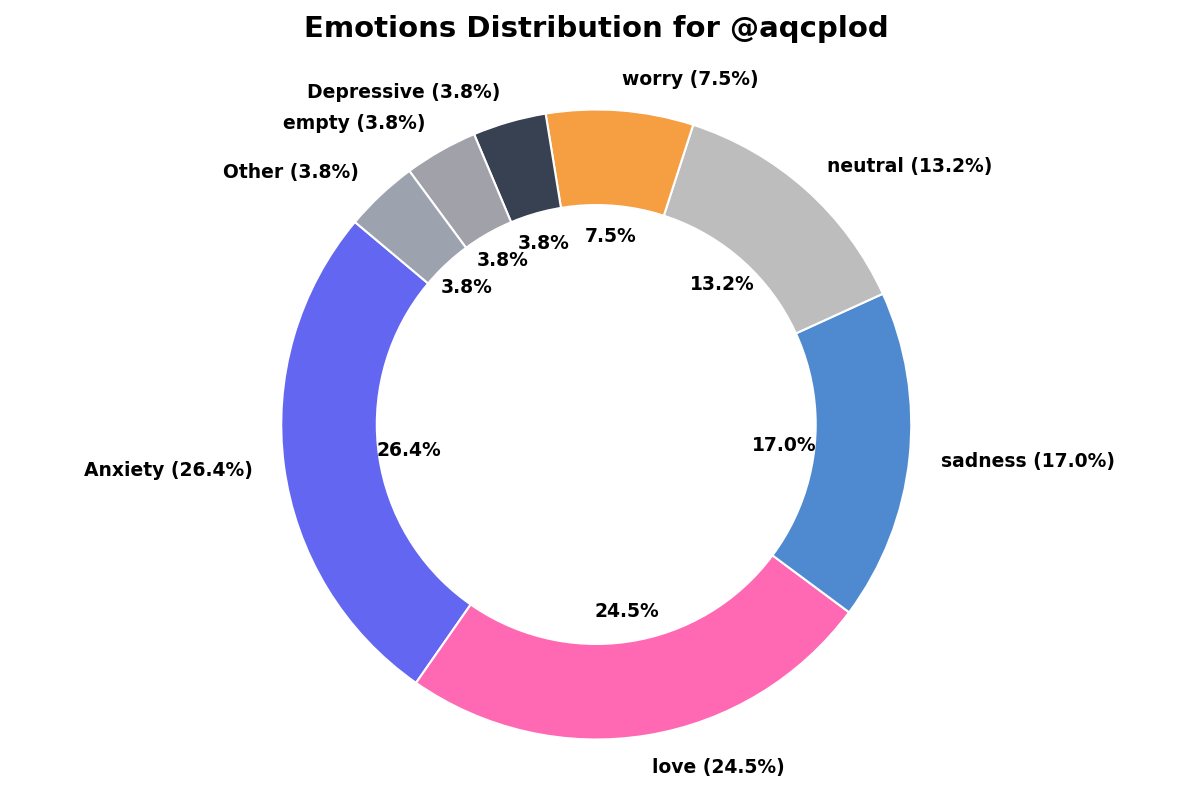 Emotions Distribution for @aqcplod
worry (7.5%)
Depressive (3.8%)
empty (3.8%)
neutral (13.2%)
Other (3.8%)
3.8%
7.5%
3.8%
3.8%
13.2%
26.4%
17.0%
Anxiety (26.4%)
sadness (17.0%)
24.5%
love (24.5%)